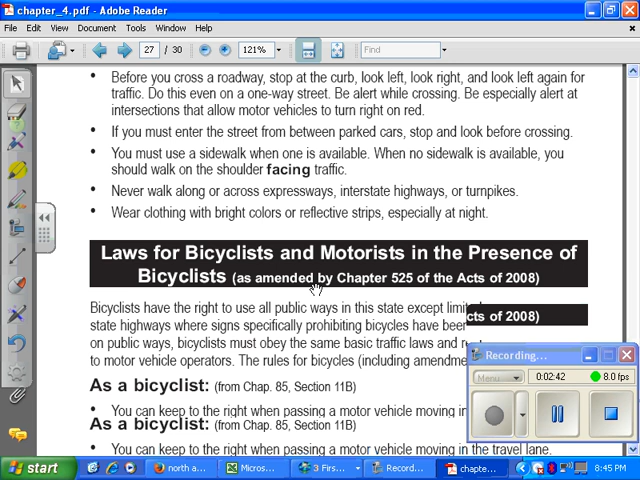 chapter_4.pdf - Adobe Reader
File Edit View Document Tools Window Help
27 / 30 121% Find
• Before you cross a roadway, stop at the curb, look left, look right, and look left again for
traffic. Do this even on a one-way street. Be alert while crossing. Be especially alert at
intersections that allow motor vehicles to turn right on red.
• If you must enter the street from between parked cars, stop and look before crossing.
• You must use a sidewalk when one is available. When no sidewalk is available, you
should walk on the shoulder facing traffic.
• Never walk along or across expressways, interstate highways, or turnpikes.
• Wear clothing with bright colors or reflective strips, especially at night.
Laws for Bicyclists and Motorists in the Presence of
Bicyclists (as amended by Chapter 525 of the Acts of 2008)
Bicyclists have the right to use all public ways in this state except
cts of 2008)
state highways where signs specifically prohibiting bicycles have been
on public ways, bicyclists must obey the same basic traffic laws and
to motor vehicle operators. The rules for bicycles (including
As a bicyclist: (from Chap. 85, Section 11B)
• You can keep to the right when passing a motor vehicle moving in
As a bicyclist: (from Chap. 85, Section 11B)
• You can keep to the right when passing a motor vehicle moving in the travel lane.
Recording...
Menu 0:02:42 8.0 fps
start north a... Micros... 3 First... Record... chapte... 8:45 PM